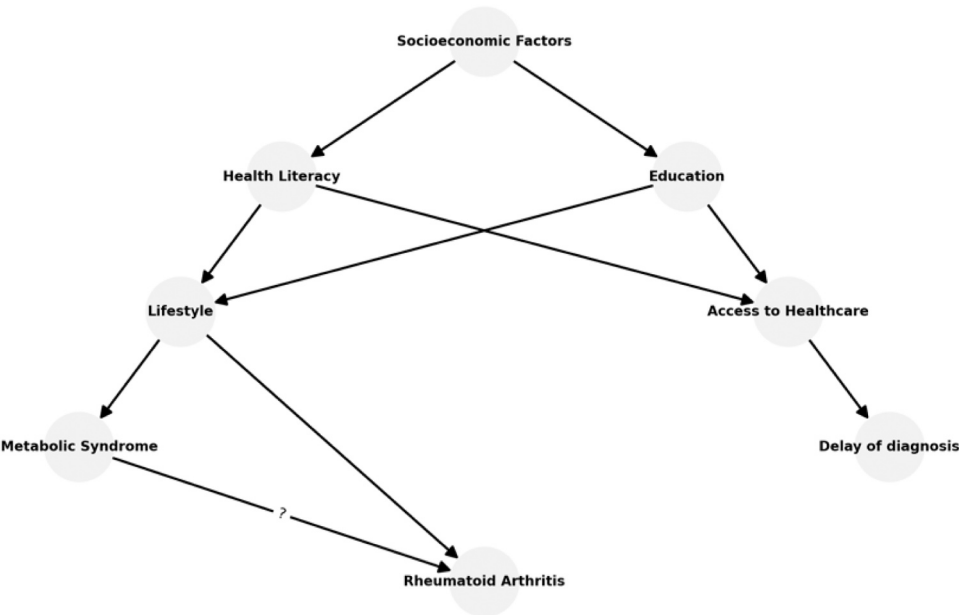 Socioeconomic Factors
Health Literacy
Education
Lifestyle
Access to Healthcare
Metabolic Syndrome
Delay of diagnosis
?
Rheumatoid Arthritis